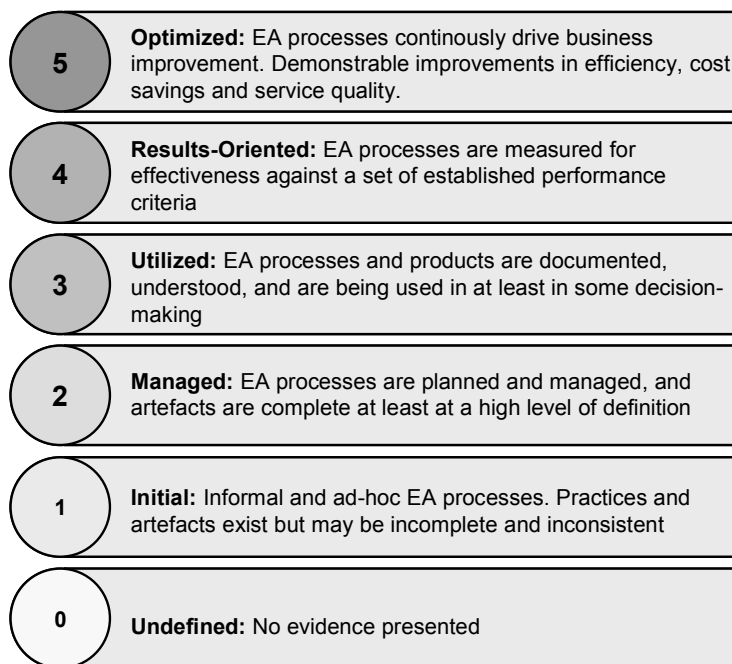 5
Optimized: EA processes continously drive business
improvement. Demonstrable improvements in efficiency, cost
savings and service quality.
4
Results-Oriented: EA processes are measured for
effectiveness against a set of established performance
criteria
3
Utilized: EA processes and products are documented,
understood, and are being used in at least in some decision-
making
2
Managed: EA processes are planned and managed, and
artefacts are complete at least at a high level of definition
1
Initial: Informal and ad-hoc EA processes. Practices and
artefacts exist but may be incomplete and inconsistent
0
Undefined: No evidence presented